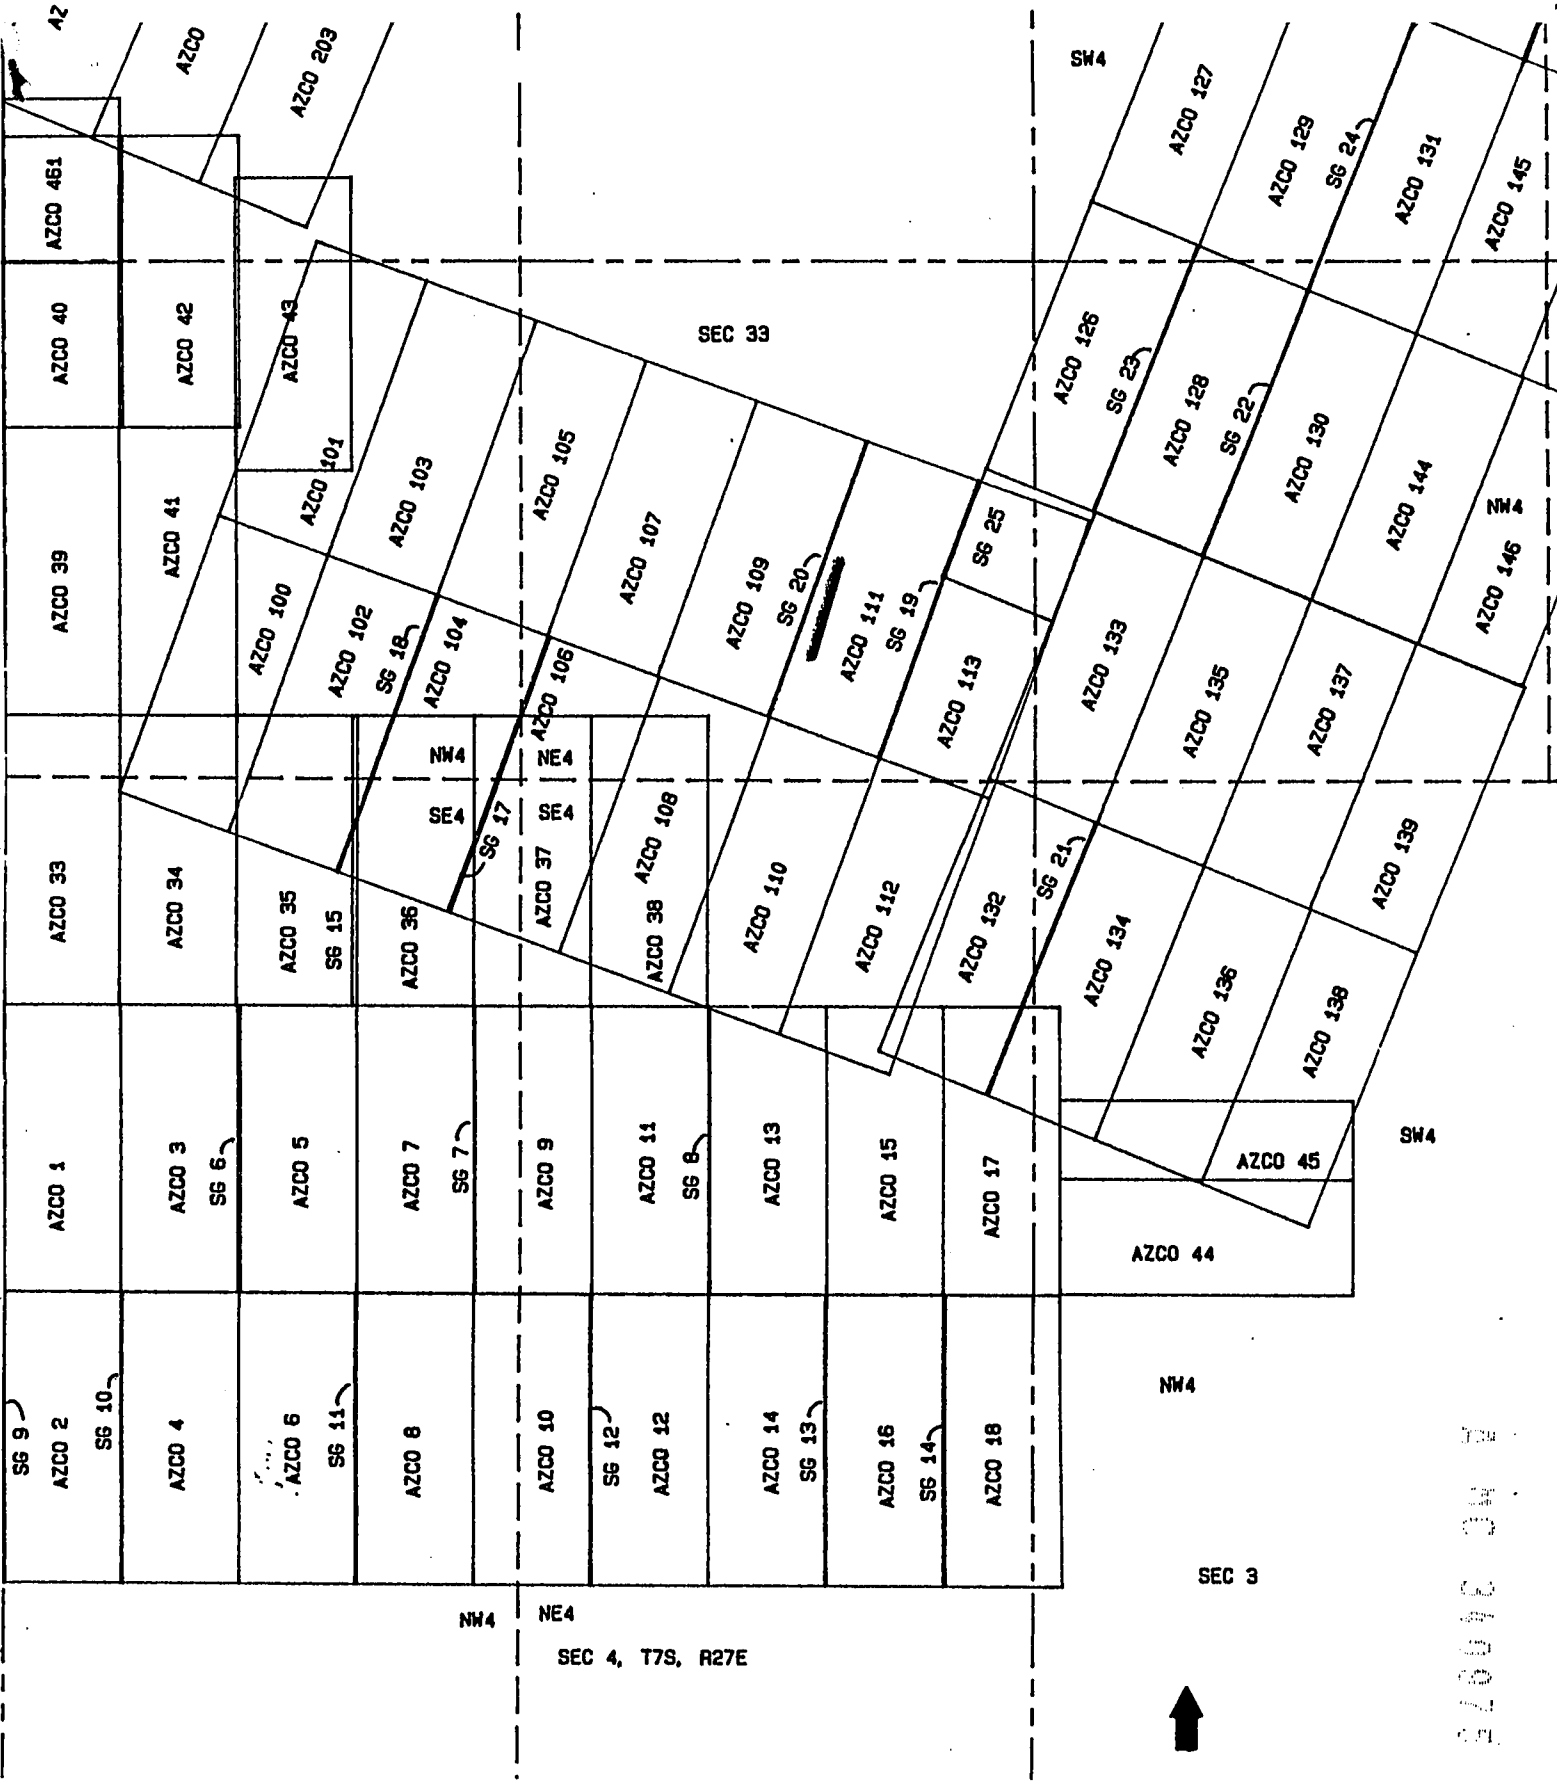 AZ
AZCO
AZCO 203
SW4
AZCO 127
AZCO 129
SG 24
AZCO 131
AZCO 145
AZCO 461
AZCO 40
AZCO 42
AZCO 43
SEC 33
AZCO 126
SG 23
AZCO 128
SG 22
AZCO 130
AZCO 144
NW4
AZCO 146
AZCO 39
AZCO 41
AZCO 101
AZCO 103
AZCO 105
AZCO 107
AZCO 109
SG 20
AZCO 111
SG 19
SG 25
AZCO 100
AZCO 102
SG 18
AZCO 104
AZCO 106
AZCO 113
AZCO 133
AZCO 135
AZCO 137
NW4
NE4
SE4
SE4
SG 17
AZCO 108
AZCO 33
AZCO 34
AZCO 35
SG 15
AZCO 36
AZCO 37
AZCO 38
AZCO 110
AZCO 112
AZCO 132
SG 21
AZCO 134
AZCO 136
AZCO 138
AZCO 139
AZCO 1
AZCO 3
SG 6
AZCO 5
AZCO 7
SG 7
AZCO 9
AZCO 11
SG 8
AZCO 13
AZCO 15
AZCO 17
AZCO 45
SW4
AZCO 44
SG 9
AZCO 2
SG 10
AZCO 4
AZCO 6
SG 11
AZCO 8
AZCO 10
SG 12
AZCO 12
AZCO 14
SG 13
AZCO 16
SG 14
AZCO 18
NW4
SEC 3
NW4
NE4
SEC 4, T7S, R27E